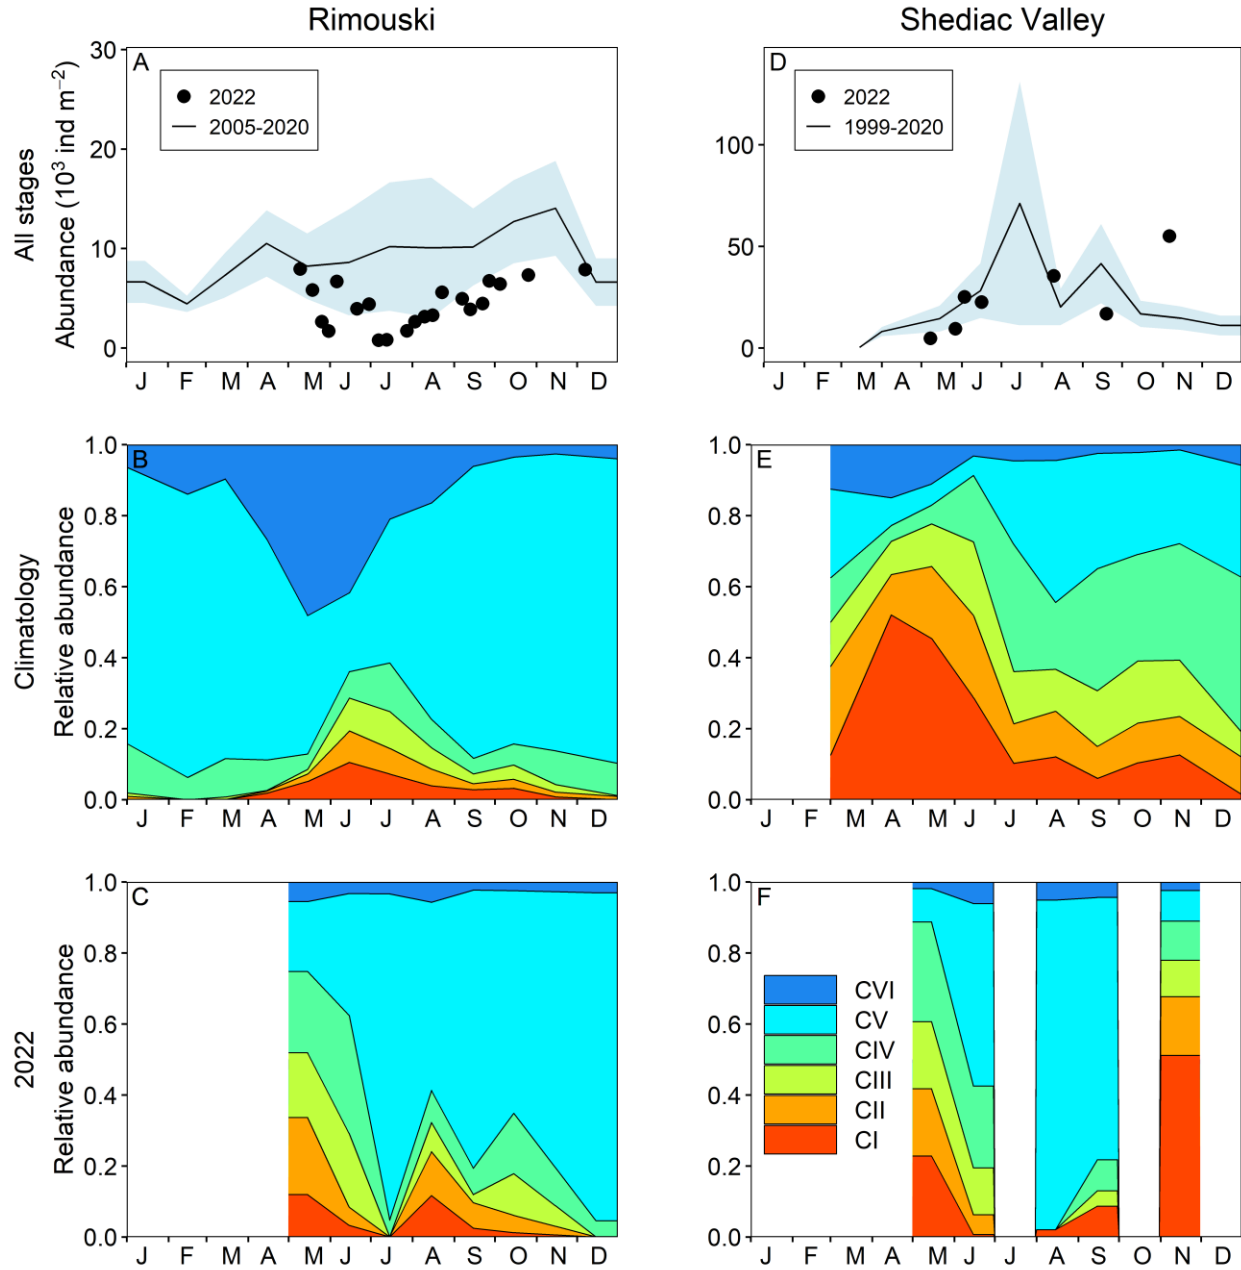 Rimouski
Shediac Valley
All stages
Abundance (10³ ind m⁻²)
A
2022
2005-2020
30
20
10
0
J F M A M J J A S O N D
D
2022
1999-2020
100
50
0
J F M A M J J A S O N D
Climatology
Relative abundance
B
1.0
0.8
0.6
0.4
0.2
0.0
J F M A M J J A S O N D
E
1.0
0.8
0.6
0.4
0.2
0.0
J F M A M J J A S O N D
2022
Relative abundance
C
1.0
0.8
0.6
0.4
0.2
0.0
J F M A M J J A S O N D
F
1.0
0.8
0.6
0.4
0.2
0.0
CVI
CV
CIV
CIII
CII
CI
J F M A M J J A S O N D